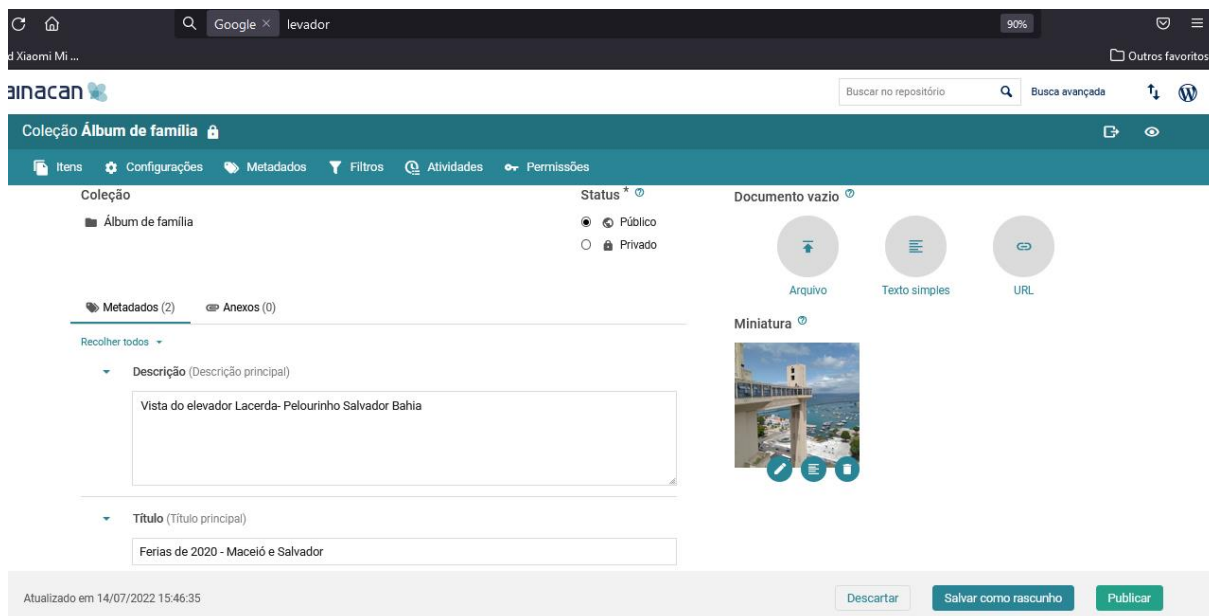 Google × levador
90%
d Xiaomi Mi ...
Outros favoritos
ainacan
Buscar no repositório
Busca avançada
Coleção Álbum de família
Itens Configurações Metadados Filtros Atividades Permissões
Coleção
Álbum de família
Status *
Público
Privado
Documento vazio
Arquivo Texto simples URL
Metadados (2) Anexos (0)
Recolher todos
Miniatura
Descrição (Descrição principal)
Vista do elevador Lacerda- Pelourinho Salvador Bahia
Título (Título principal)
Ferias de 2020 - Maceió e Salvador
Atualizado em 14/07/2022 15:46:35
Descartar Salvar como rascunho Publicar